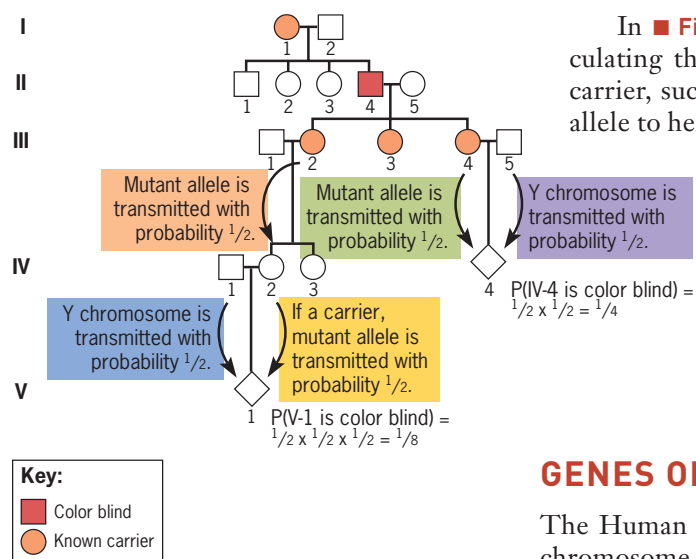 I
1 2
In ■ Fi
culating th
carrier, suc
allele to he
II
1 2 3 4 5
III
1 2 3 4 5
Mutant allele is
transmitted with
probability 1/2.
Mutant allele is
transmitted with
probability 1/2.
Y chromosome is
transmitted with
probability 1/2.
IV
1 2 3 4
P(IV-4 is color blind) =
1/2 x 1/2 = 1/4
Y chromosome is
transmitted with
probability 1/2.
If a carrier,
mutant allele is
transmitted with
probability 1/2.
V
1
P(V-1 is color blind) =
1/2 x 1/2 x 1/2 = 1/8
Key:
Color blind
Known carrier
GENES OI
The Human
chromosome